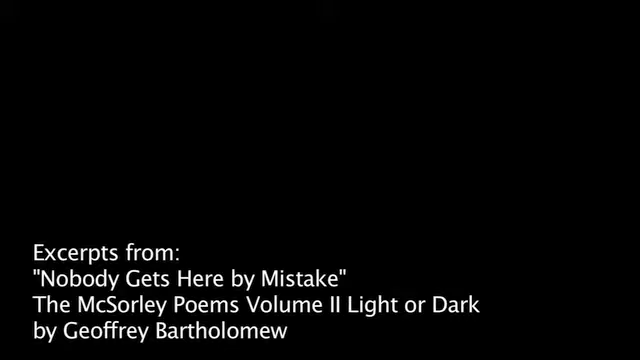 Excerpts from:
"Nobody Gets Here by Mistake"
The McSorley Poems Volume II Light or Dark
by Geoffrey Bartholomew